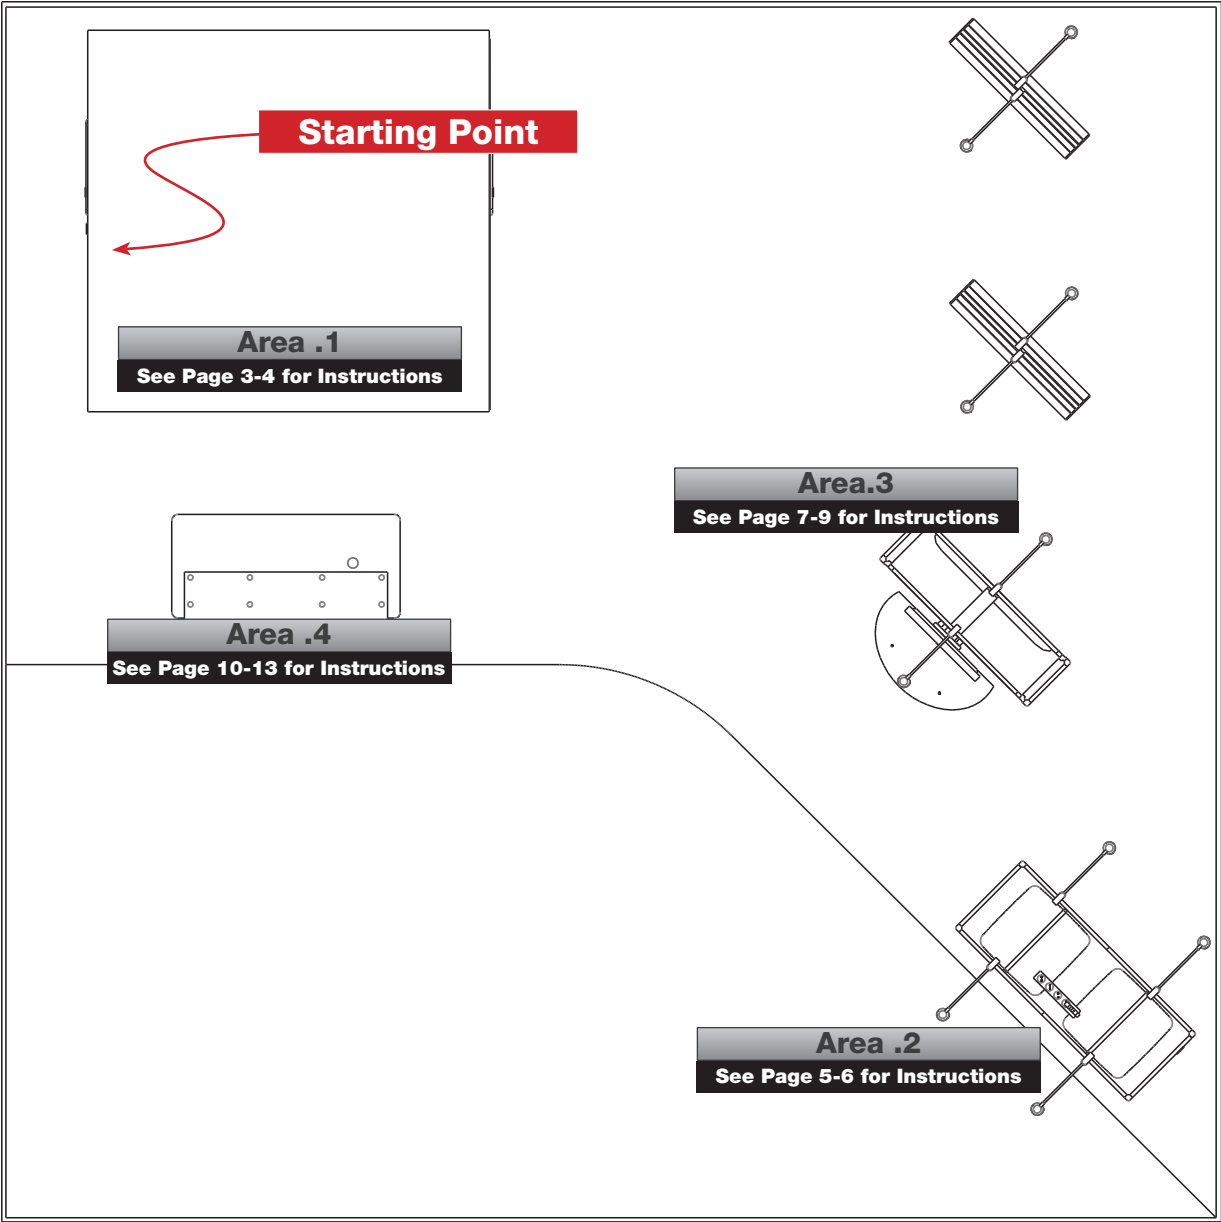 Starting Point
Area .1
See Page 3-4 for Instructions
Area.3
See Page 7-9 for Instructions
Area .4
See Page 10-13 for Instructions
Area .2
See Page 5-6 for Instructions